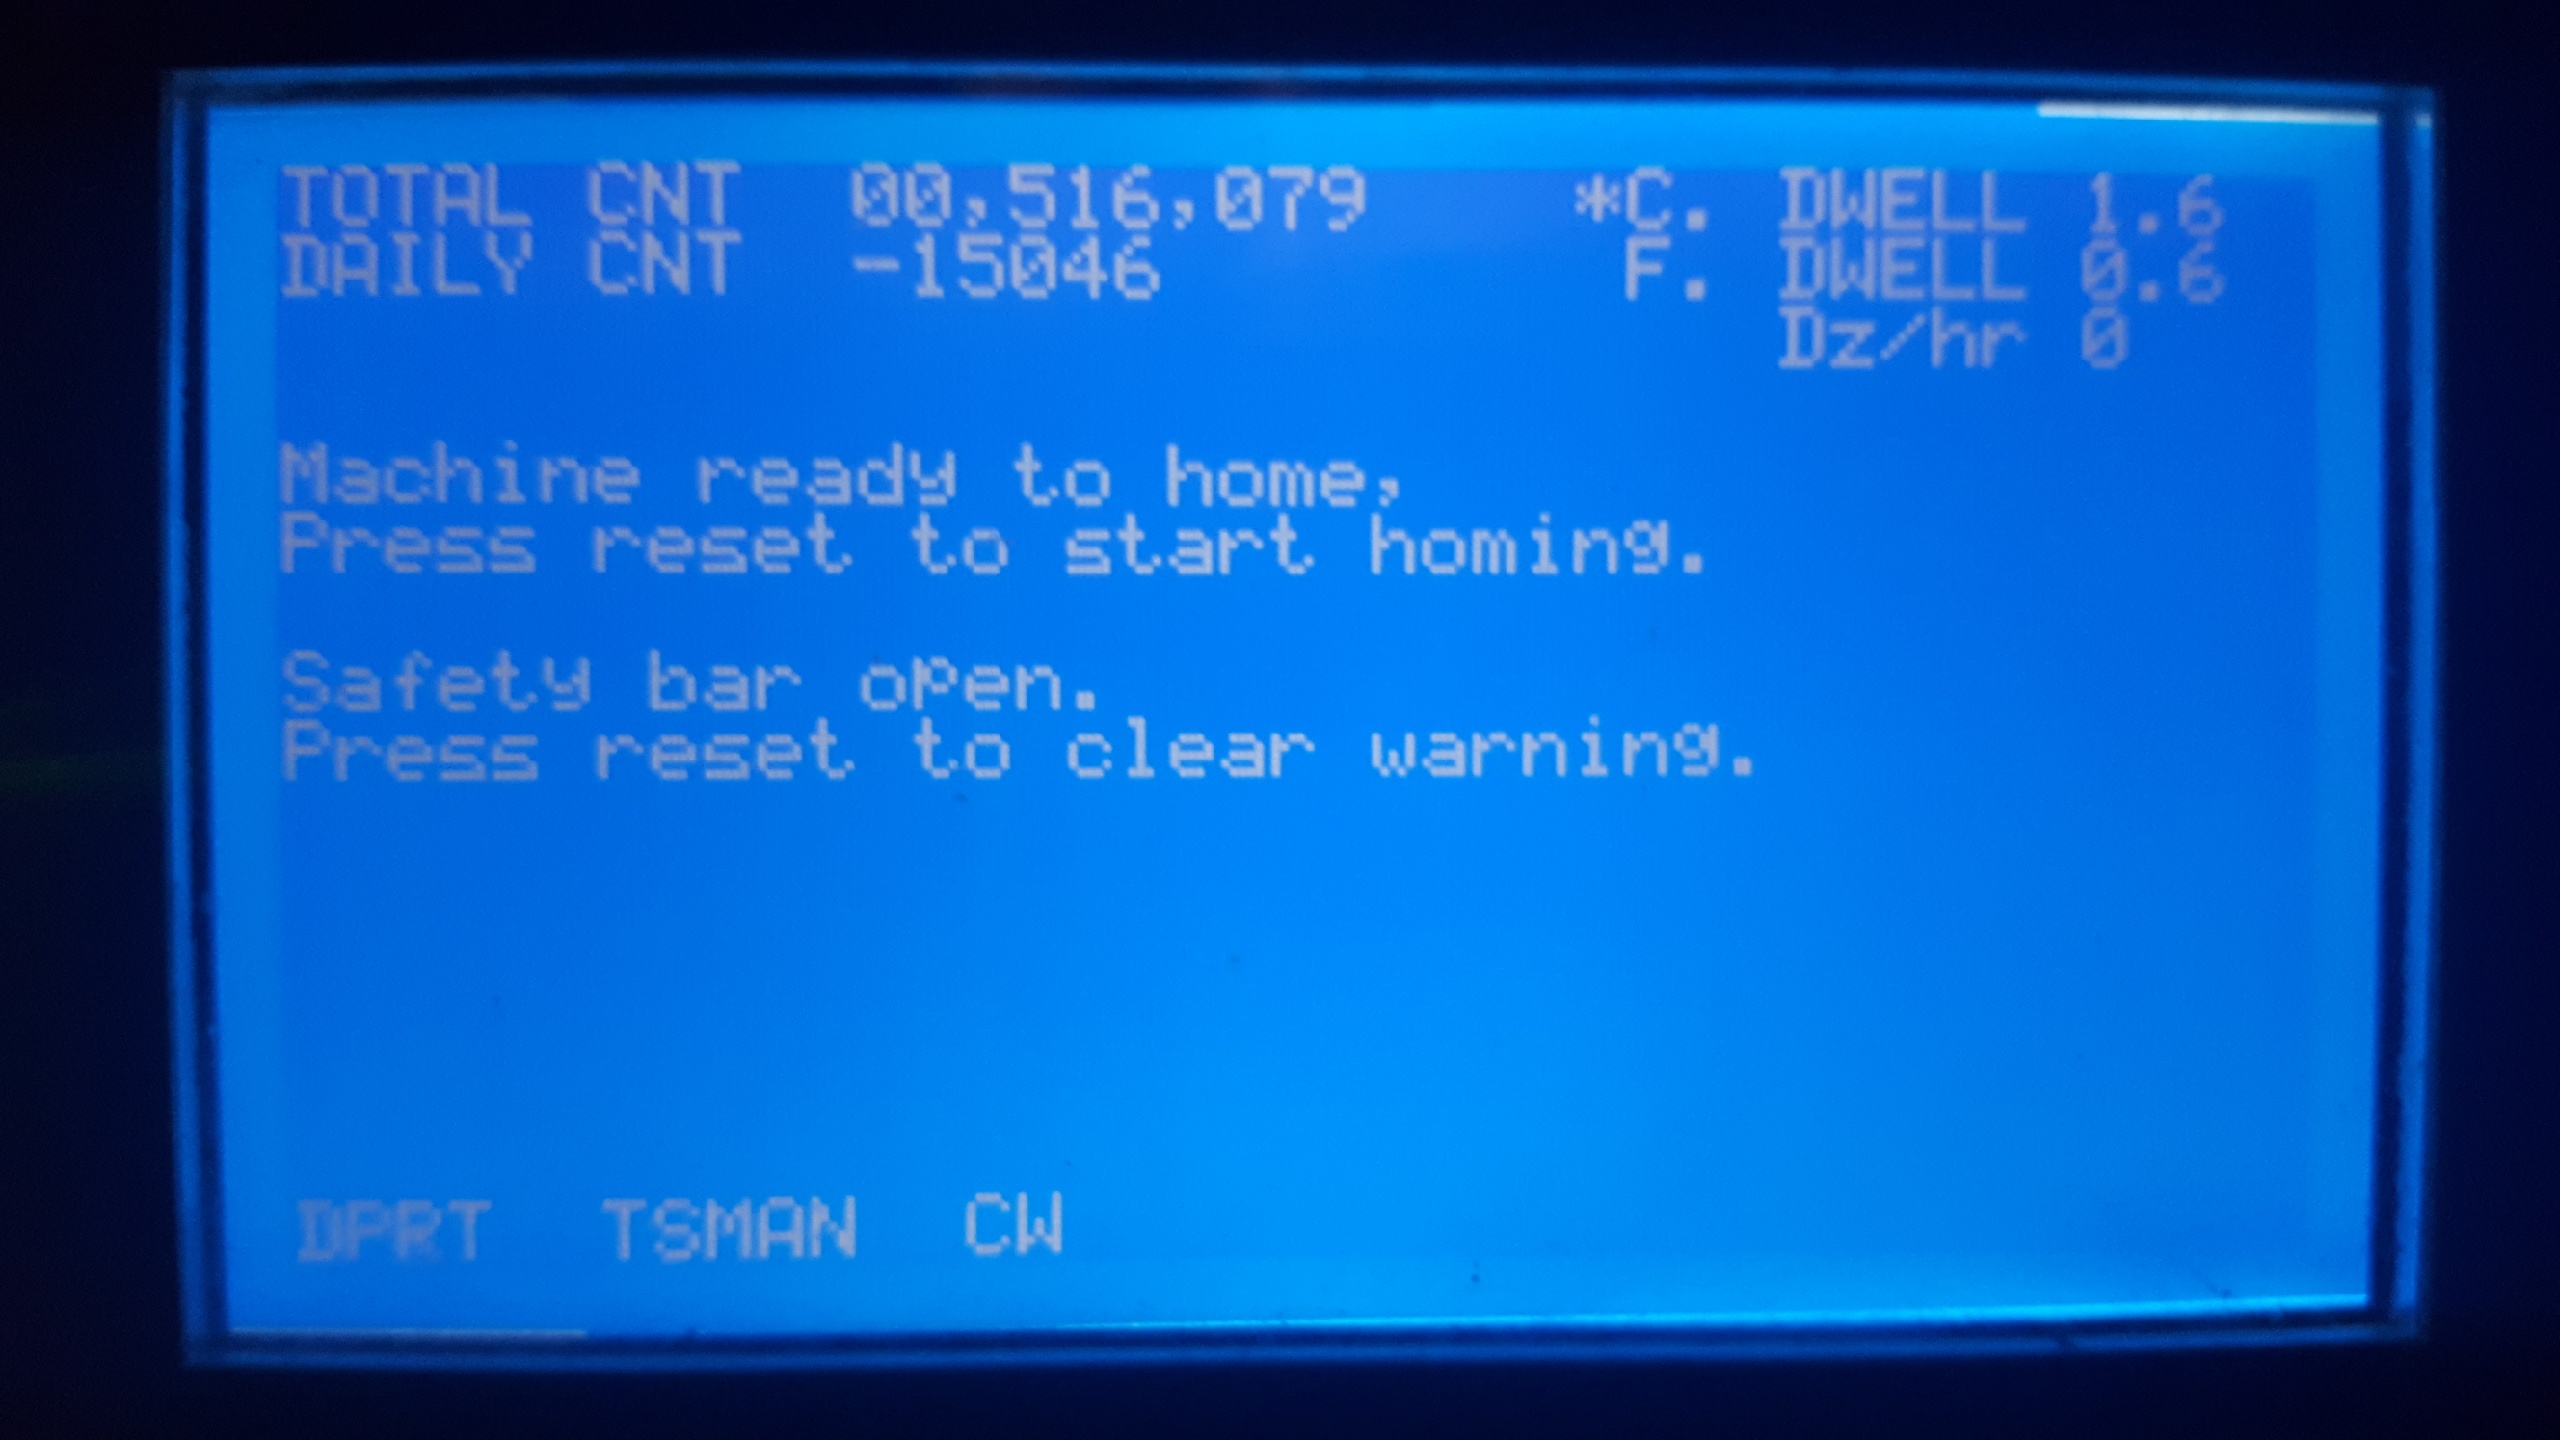 TOTAL CNT 00,516,079 *C. DWELL 1.6
DAILY CNT -15046 F. DWELL 0.6
Dz/hr 0
Machine ready to home,
Press reset to start homing.
Safety bar open.
Press reset to clear warning.
DPRT TSMAN CW